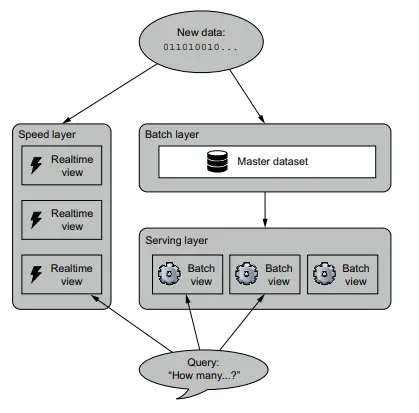 New data:
011010010...
Speed layer
Realtime
view
Realtime
view
Realtime
view
Batch layer
Master dataset
Serving layer
Batch
view
Batch
view
Batch
view
Query:
“How many...?”